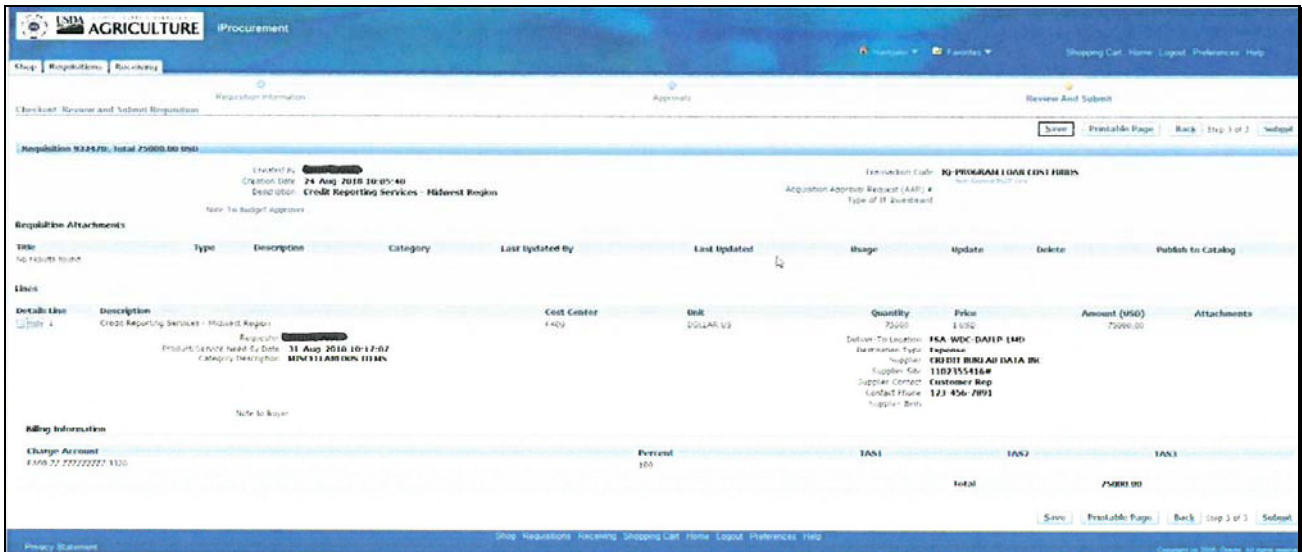 USDA AGRICULTURE iProcurement
Navigator Favorites Shopping Cart Home Logout Preferences Help
Shop Requisitions Receiving
Requisition Information Approvals Review And Submit
Checkout: Review and Submit Requisition
Save Printable Page Back Step 3 of 3 Submit
Requisition 932470: Total 75000.00 USD
Created By
Creation Date 24-Aug-2018 10:05:40
Description Credit Reporting Services - Midwest Region
Note To Budget Approver
Transaction Code IQ-PROGRAM LOAN COST FUNDS
Acquisition Approver Request (AAR) #
Type of IT Investment
Requisition Attachments
Title Type Description Category Last Updated By Last Updated Usage Update Delete Publish to Catalog
No results found
Lines
Details Line Description Cost Center Unit Quantity Price Amount (USD) Attachments
1 Credit Reporting Services - Midwest Region DOLLAR US 75000 1 USD 75000.00
Requester
Product/Service Need-By Date 31-Aug-2018 10:17:07
Category Description MISCELLANEOUS ITEMS
Note to Buyer
Deliver-To Location FSA-WDC-DAFLP-LMD
Destination Type Expense
Supplier CREDIT BUREAU DATA INC
Supplier Site 1102355416#
Supplier Contact Customer Rep
Contact Phone 123-456-7891
Supplier Item
Billing Information
Charge Account Percent TAS1 TAS2 TAS3
100
Total 75000.00
Save Printable Page Back Step 3 of 3 Submit
Shop Requisitions Receiving Shopping Cart Home Logout Preferences Help
Privacy Statement